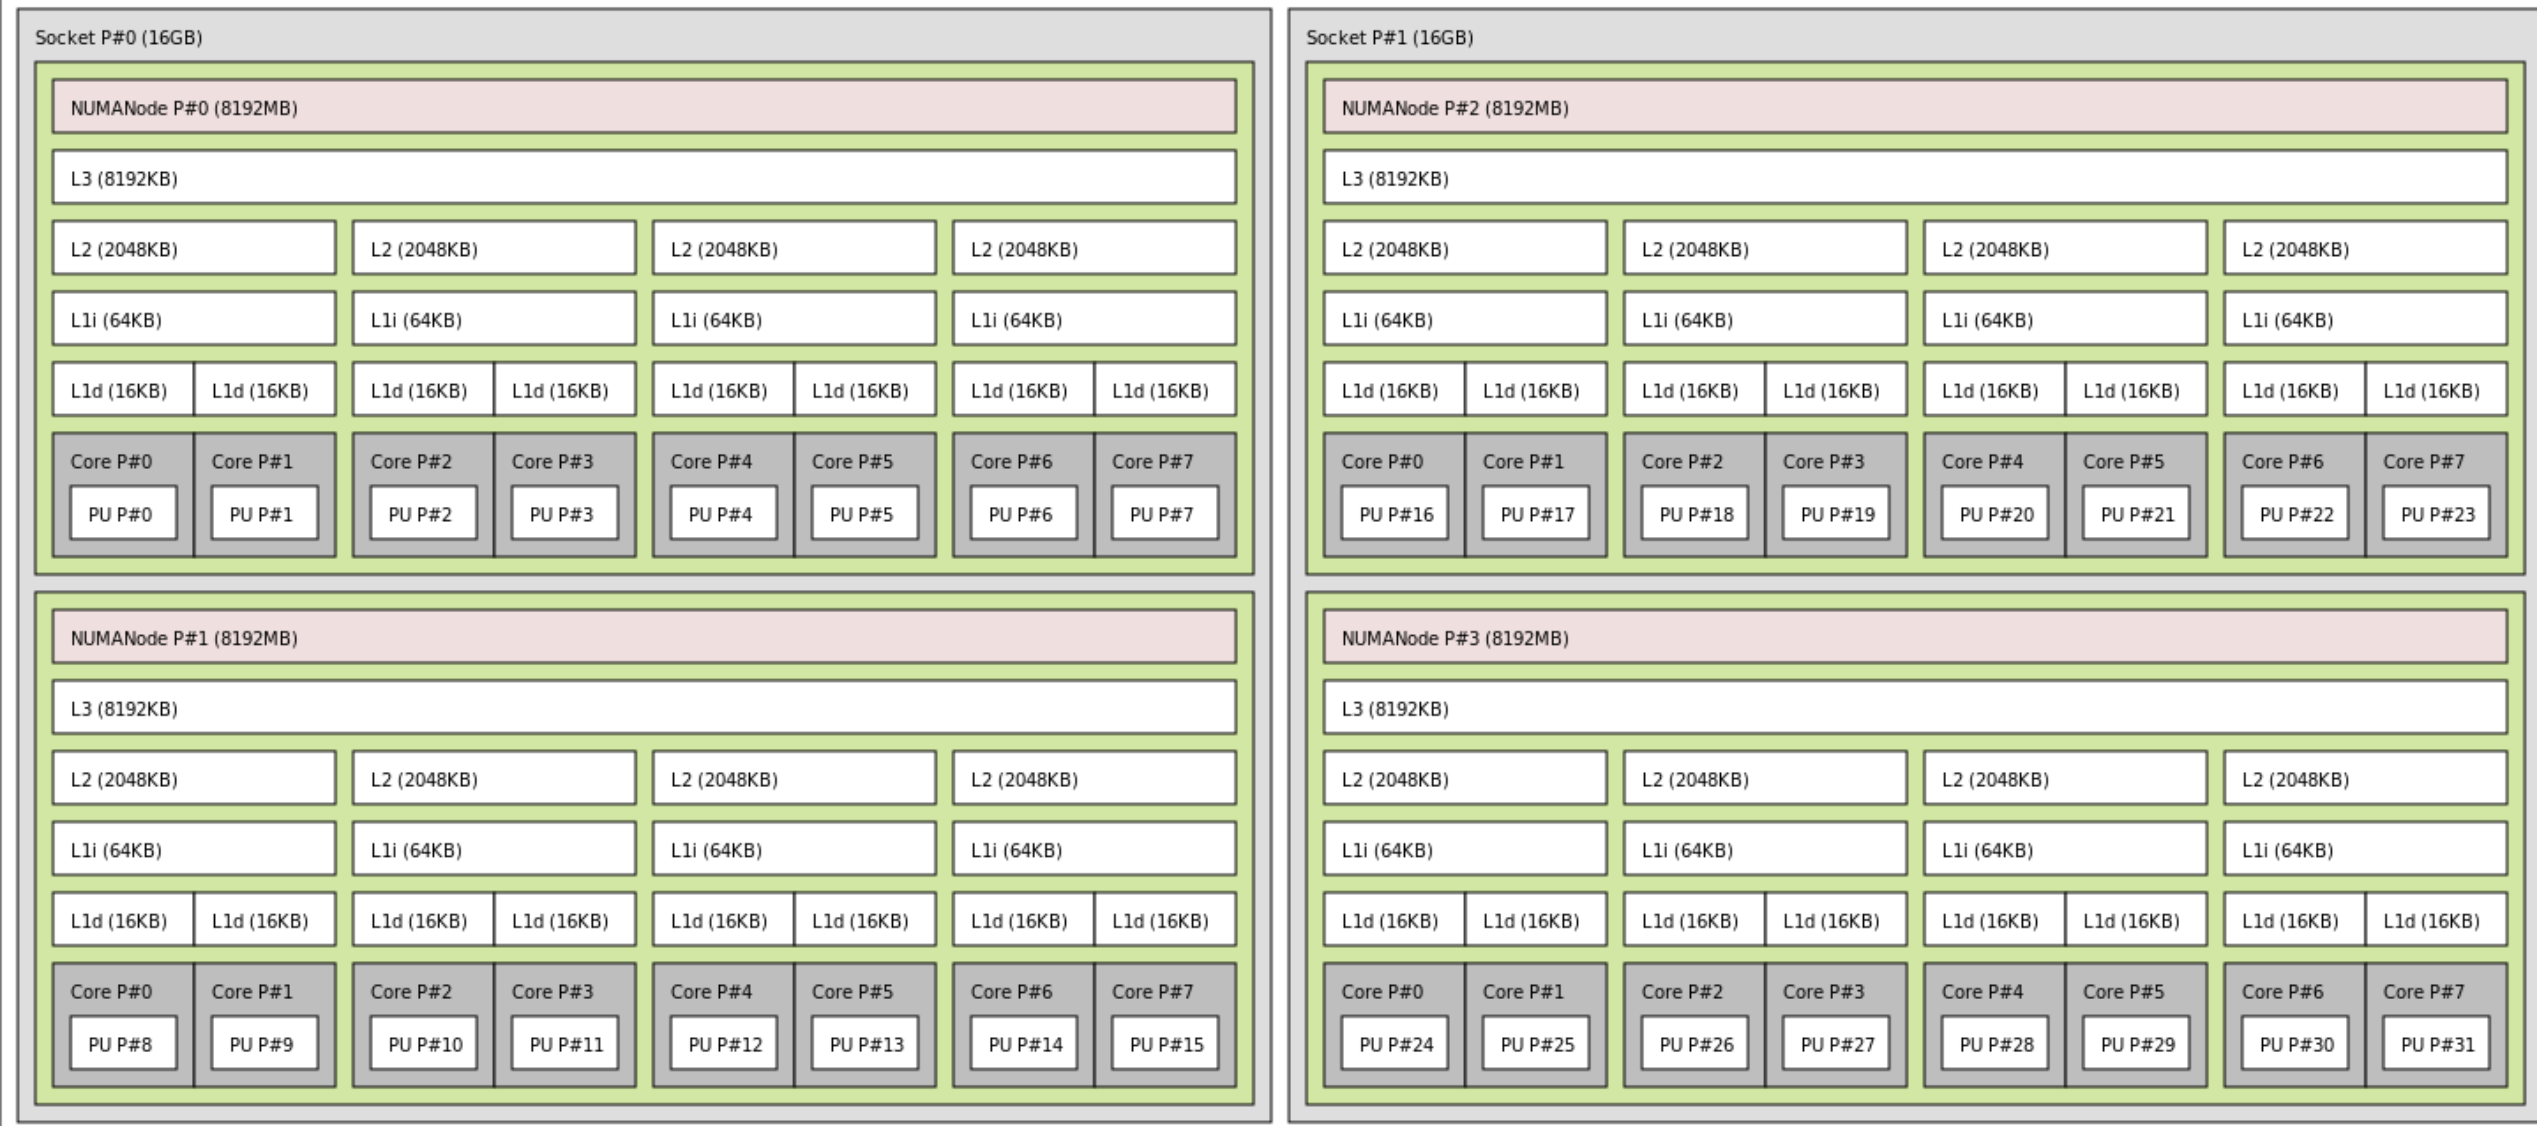 Socket P#0 (16GB)
NUMANode P#0 (8192MB)
L3 (8192KB)
L2 (2048KB) L2 (2048KB) L2 (2048KB) L2 (2048KB)
L1i (64KB) L1i (64KB) L1i (64KB) L1i (64KB)
L1d (16KB) L1d (16KB) L1d (16KB) L1d (16KB) L1d (16KB) L1d (16KB) L1d (16KB) L1d (16KB)
Core P#0 Core P#1 Core P#2 Core P#3 Core P#4 Core P#5 Core P#6 Core P#7
PU P#0 PU P#1 PU P#2 PU P#3 PU P#4 PU P#5 PU P#6 PU P#7
NUMANode P#1 (8192MB)
L3 (8192KB)
L2 (2048KB) L2 (2048KB) L2 (2048KB) L2 (2048KB)
L1i (64KB) L1i (64KB) L1i (64KB) L1i (64KB)
L1d (16KB) L1d (16KB) L1d (16KB) L1d (16KB) L1d (16KB) L1d (16KB) L1d (16KB) L1d (16KB)
Core P#0 Core P#1 Core P#2 Core P#3 Core P#4 Core P#5 Core P#6 Core P#7
PU P#8 PU P#9 PU P#10 PU P#11 PU P#12 PU P#13 PU P#14 PU P#15
Socket P#1 (16GB)
NUMANode P#2 (8192MB)
L3 (8192KB)
L2 (2048KB) L2 (2048KB) L2 (2048KB) L2 (2048KB)
L1i (64KB) L1i (64KB) L1i (64KB) L1i (64KB)
L1d (16KB) L1d (16KB) L1d (16KB) L1d (16KB) L1d (16KB) L1d (16KB) L1d (16KB) L1d (16KB)
Core P#0 Core P#1 Core P#2 Core P#3 Core P#4 Core P#5 Core P#6 Core P#7
PU P#16 PU P#17 PU P#18 PU P#19 PU P#20 PU P#21 PU P#22 PU P#23
NUMANode P#3 (8192MB)
L3 (8192KB)
L2 (2048KB) L2 (2048KB) L2 (2048KB) L2 (2048KB)
L1i (64KB) L1i (64KB) L1i (64KB) L1i (64KB)
L1d (16KB) L1d (16KB) L1d (16KB) L1d (16KB) L1d (16KB) L1d (16KB) L1d (16KB) L1d (16KB)
Core P#0 Core P#1 Core P#2 Core P#3 Core P#4 Core P#5 Core P#6 Core P#7
PU P#24 PU P#25 PU P#26 PU P#27 PU P#28 PU P#29 PU P#30 PU P#31